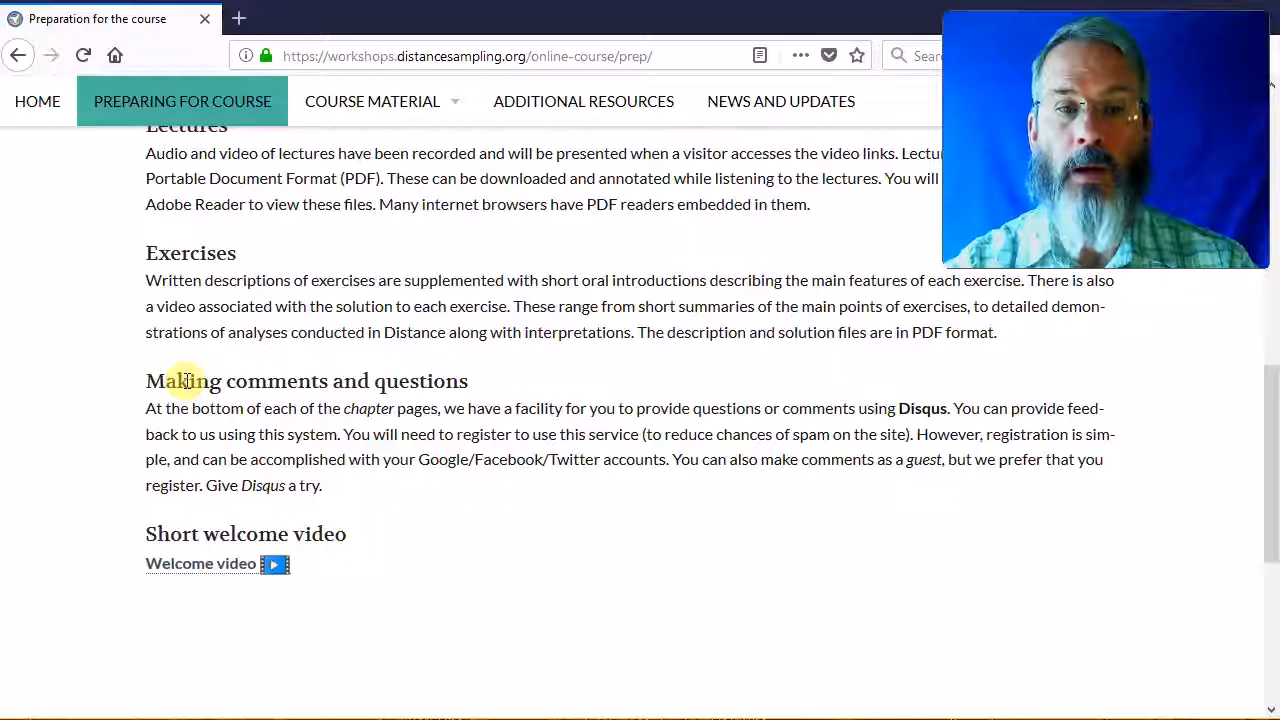 Preparation for the course
https://workshops.distancesampling.org/online-course/prep/
Sear
HOME PREPARING FOR COURSE COURSE MATERIAL ADDITIONAL RESOURCES NEWS AND UPDATES
Lectures
Audio and video of lectures have been recorded and will be presented when a visitor accesses the video links. Lectu
Portable Document Format (PDF). These can be downloaded and annotated while listening to the lectures. You will
Adobe Reader to view these files. Many internet browsers have PDF readers embedded in them.
Exercises
Written descriptions of exercise are supplemented with short oral introductions describing the main features of each exercise. There is also
a video associated with the solution to each exercise. These range from short summaries of the main points of exercises, to detailed demon-
strations of analyses conducted in Distance along with interpretations. The description and solution files are in PDF format.
Making comments and questions
At the bottom of each of the chapter pages, we have a facility for you to provide questions or comments using Disqus. You can provide feed-
back to us using this system. You will need to register to use this service (to reduce chances of spam on the site). However, registration is sim-
ple, and can be accomplished with your Google/Facebook/Twitter accounts. You can also make comments as a guest, but we prefer that you
register. Give Disqus a try.
Short welcome video
Welcome video